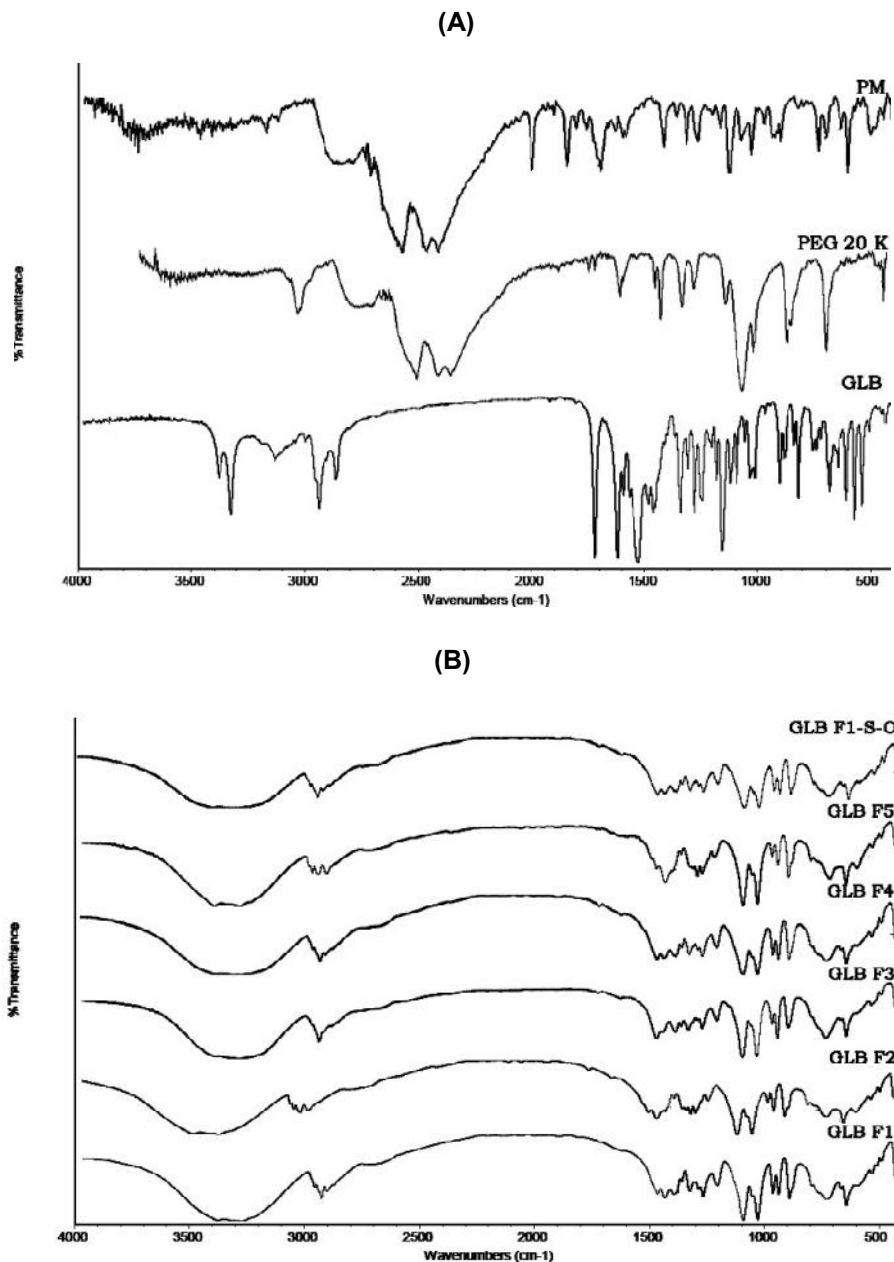 (A)
PM
PEG 20 K
GLB
%Transmittance
4000 3500 3000 2500 2000 1500 1000 500
Wavenumbers (cm-1)
(B)
GLB F1-S-O
GLB F5
GLB F4
GLB F3
GLB F2
GLB F1
%Transmittance
4000 3500 3000 2500 2000 1500 1000 500
Wavenumbers (cm-1)